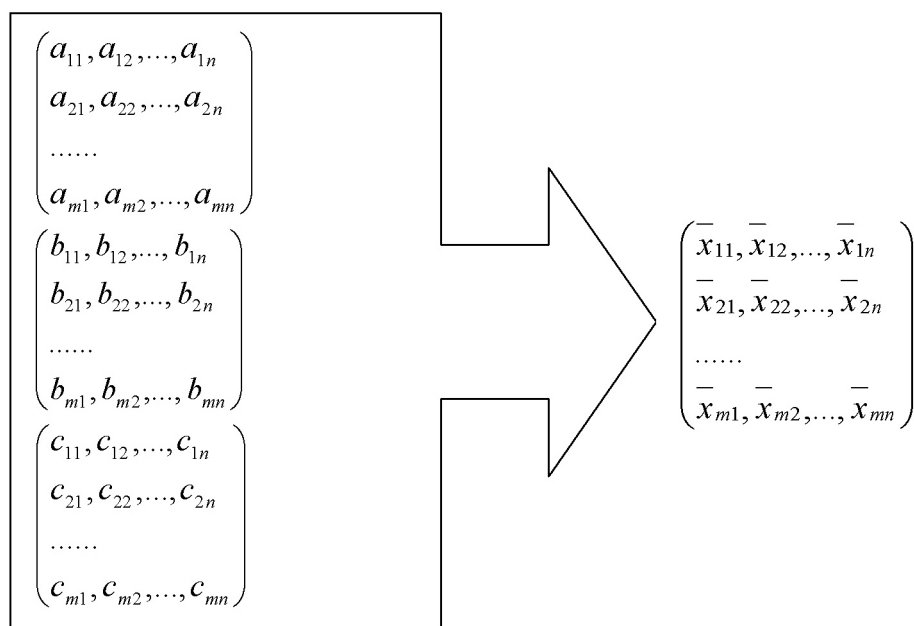 a₁₁, a₁₂,..., a₁ₙ
a₂₁, a₂₂,..., a₂ₙ
......
aₘ₁, aₘ₂,..., aₘₙ
b₁₁, b₁₂,..., b₁ₙ
b₂₁, b₂₂,..., b₂ₙ
......
bₘ₁, bₘ₂,..., bₘₙ
c₁₁, c₁₂,..., c₁ₙ
c₂₁, c₂₂,..., c₂ₙ
......
cₘ₁, cₘ₂,..., cₘₙ
x̄₁₁, x̄₁₂,..., x̄₁ₙ
x̄₂₁, x̄₂₂,..., x̄₂ₙ
......
x̄ₘ₁, x̄ₘ₂,..., x̄ₘₙ